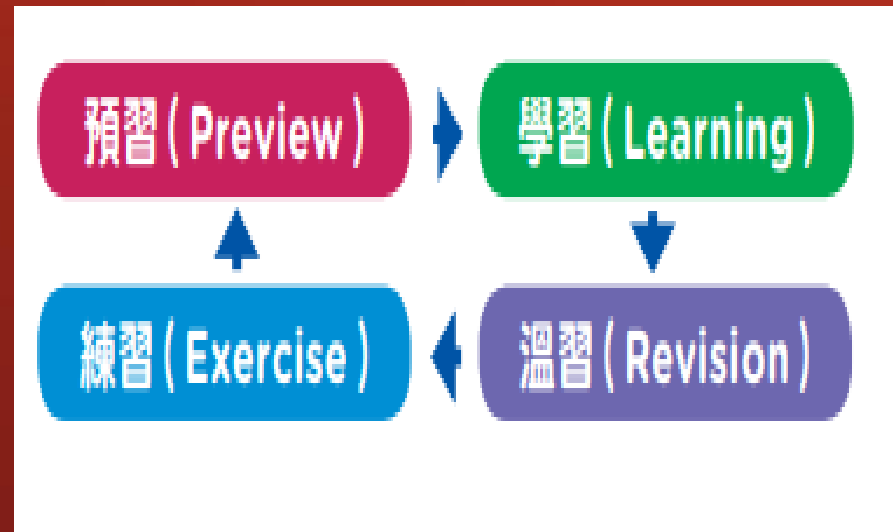 預習 ( Preview )
學習 ( Learning )
練習 ( Exercise )
溫習 ( Revision )